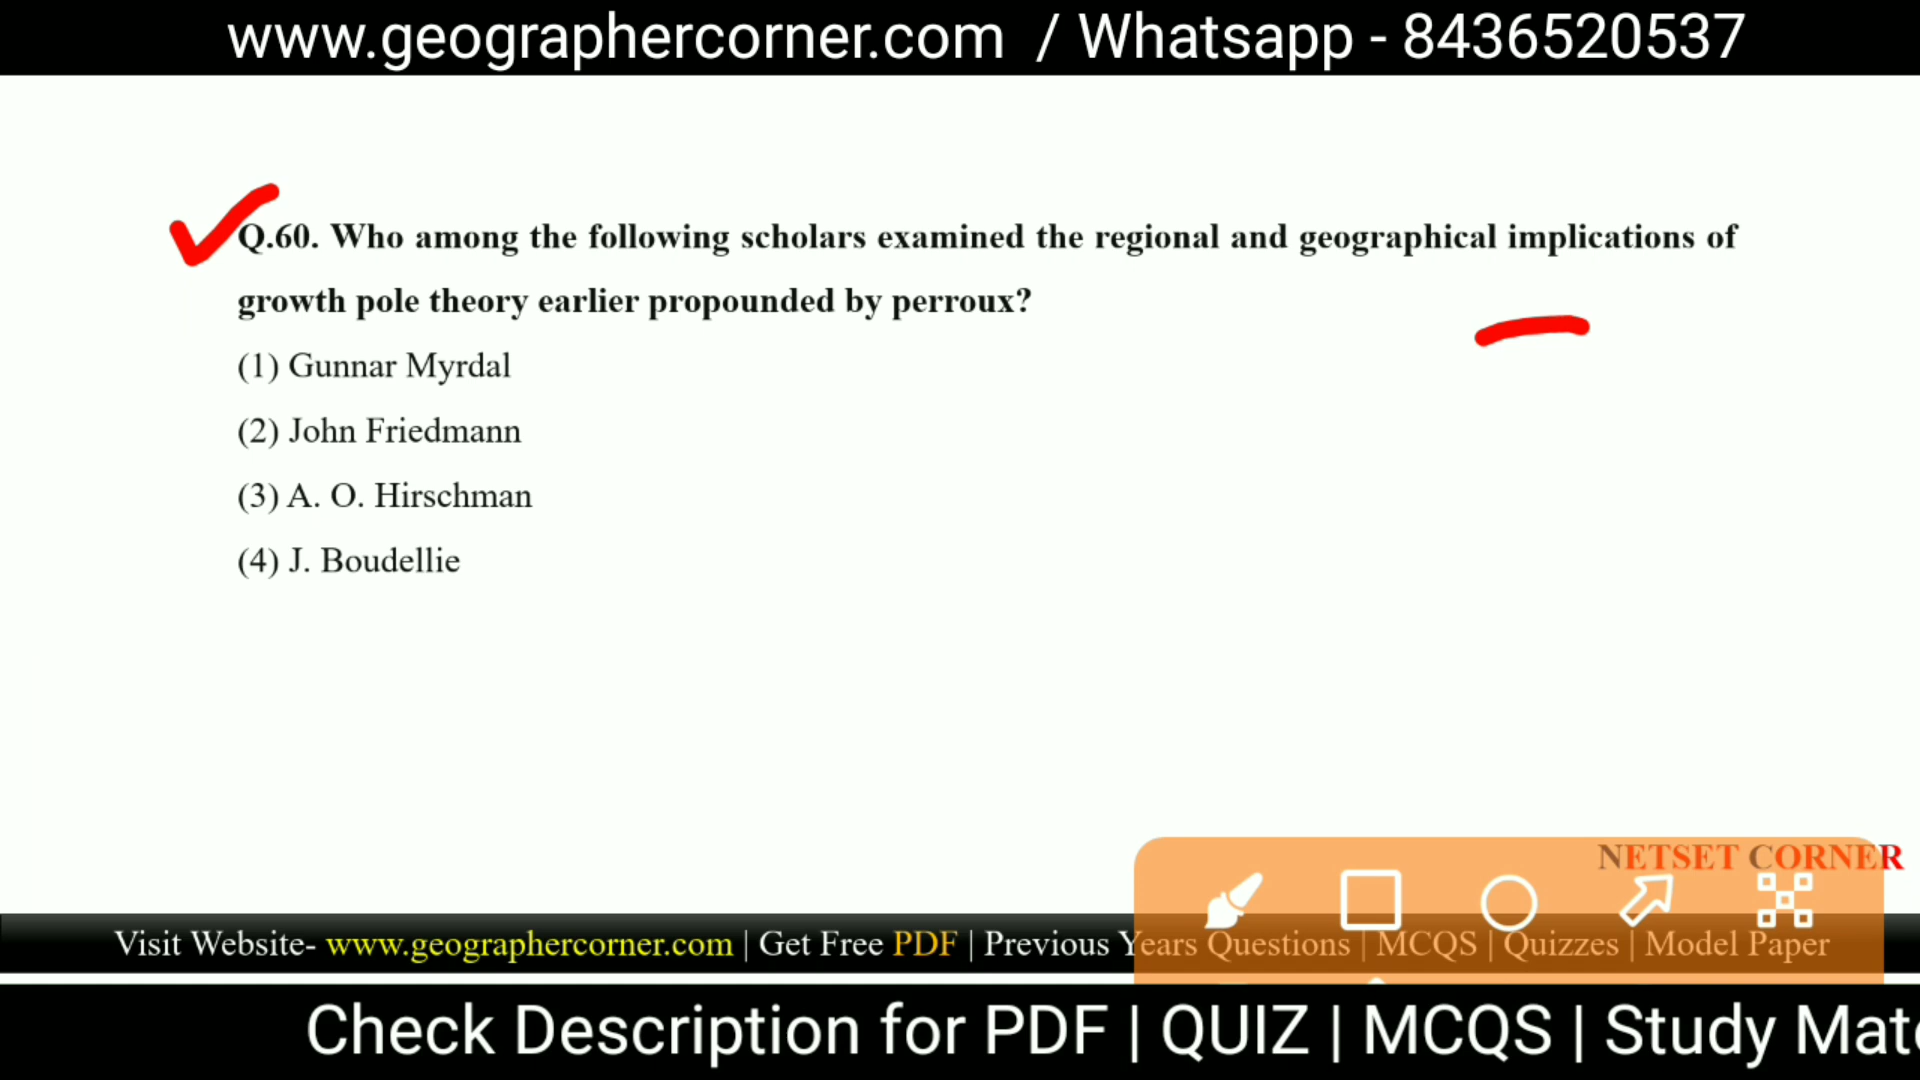 www.geographercorner.com / Whatsapp - 8436520537
Q.60. Who among the following scholars examined the regional and geographical implications of
growth pole theory earlier propounded by perroux?
(1) Gunnar Myrdal
(2) John Friedmann
(3) A. O. Hirschman
(4) J. Boudellie
NETSET CORNER
Visit Website- www.geographercorner.com | Get Free PDF | Previous Years Questions | MCQS | Quizzes | Model Paper
Check Description for PDF | QUIZ | MCQS | Study Mat